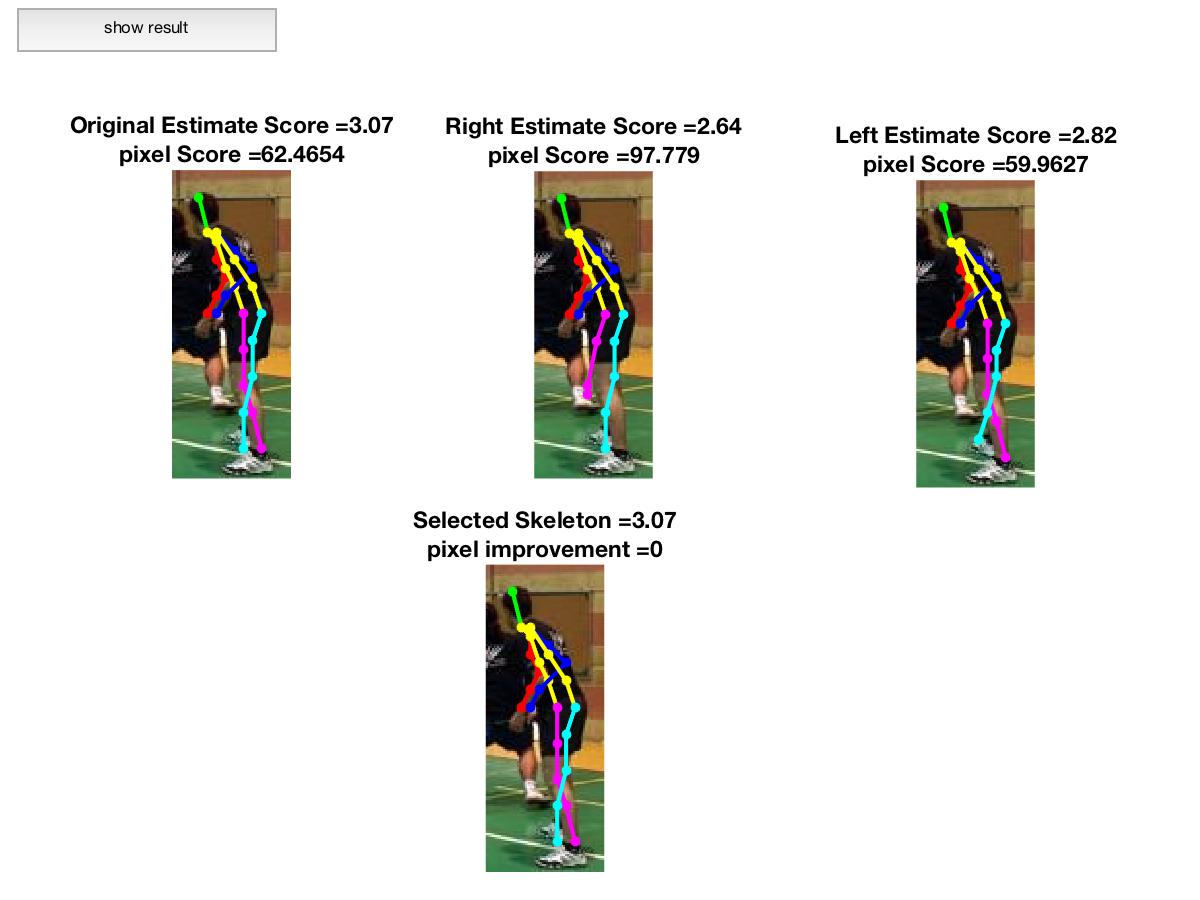 show result
Original Estimate Score =3.07
pixel Score =62.4654
Right Estimate Score =2.64
pixel Score =97.779
Left Estimate Score =2.82
pixel Score =59.9627
Selected Skeleton =3.07
pixel improvement =0